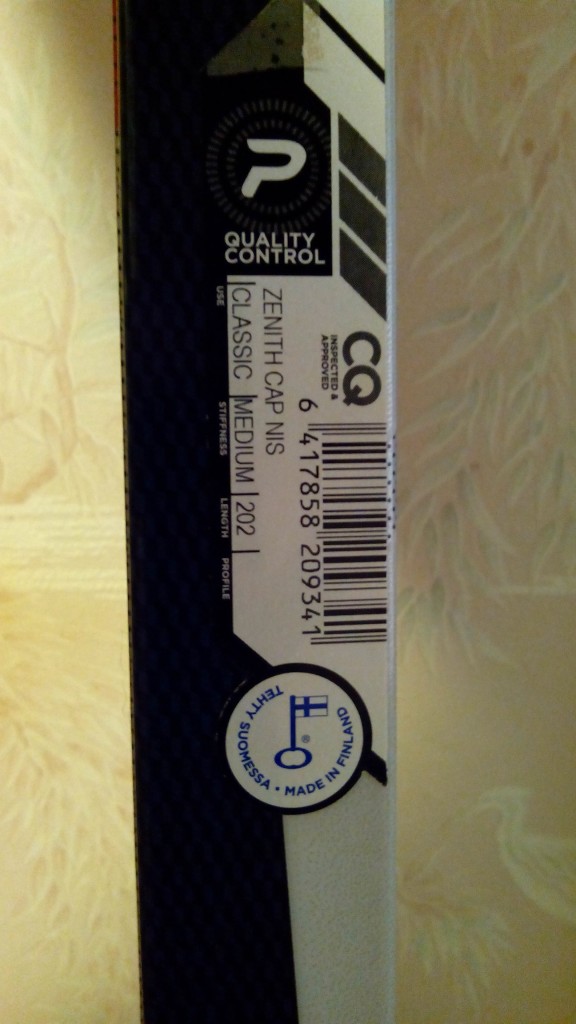 QUALITY
CONTROL
CQ
INSPECTED &
APPROVED
ZENITH CAP NIS
CLASSIC MEDIUM 202
USE STIFFNESS LENGTH PROFILE
6 417858 209341
TEHTY SUOMESSA • MADE IN FINLAND
®